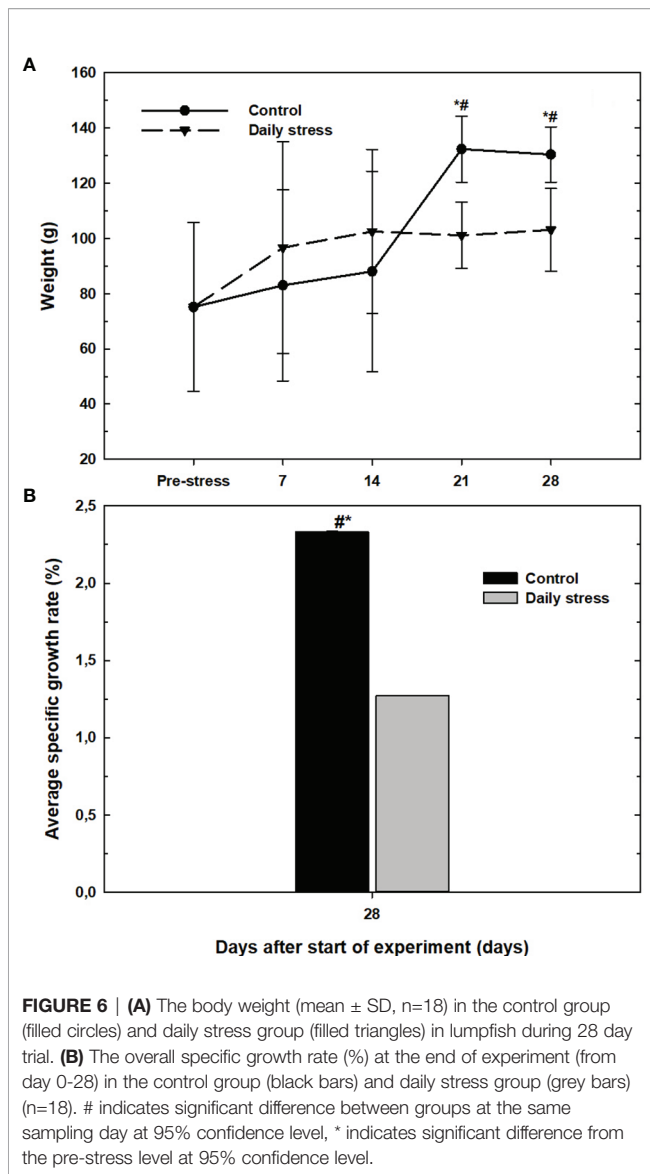 A
160
140
120
100
80
60
40
20
Weight (g)
Control
Daily stress
*#
*#
Pre-stress 7 14 21 28
B
2,5
2,0
1,5
1,0
0,5
0,0
Average specific growth rate (%)
#*
Control
Daily stress
28
Days after start of experiment (days)
FIGURE 6 | (A) The body weight (mean ± SD, n=18) in the control group
(filled circles) and daily stress group (filled triangles) in lumpfish during 28 day
trial. (B) The overall specific growth rate (%) at the end of experiment (from
day 0-28) in the control group (black bars) and daily stress group (grey bars)
(n=18). # indicates significant difference between groups at the same
sampling day at 95% confidence level, * indicates significant difference from
the pre-stress level at 95% confidence level.